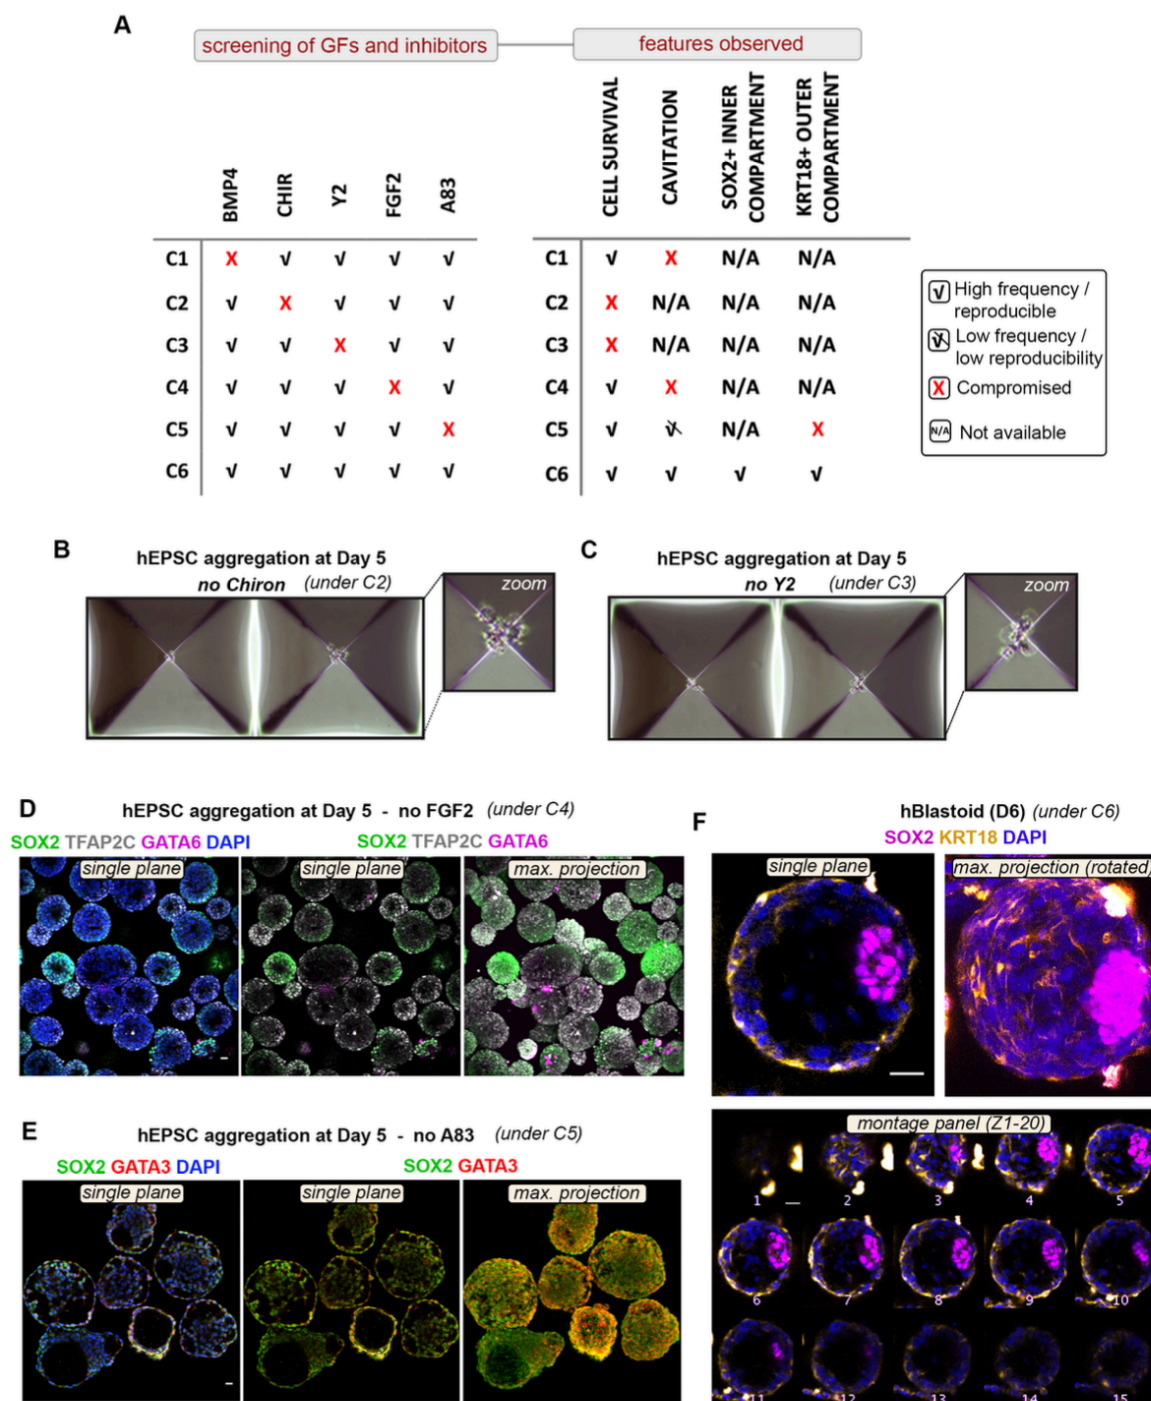 A
screening of GFs and inhibitors
features observed
BMP4 CHIR Y2 FGF2 A83
CELL SURVIVAL
CAVITATION
SOX2+ INNER
COMPARTMENT
KRT18+ OUTER
COMPARTMENT
C1 X √ √ √ √
C2 √ X √ √ √
C3 √ √ X √ √
C4 √ √ √ X √
C5 √ √ √ √ X
C6 √ √ √ √ √
C1 √ X N/A N/A
C2 X N/A N/A N/A
C3 X N/A N/A N/A
C4 √ X N/A N/A
C5 √ √ N/A X
C6 √ √ √ √
√ High frequency /
reproducible
√ Low frequency /
low reproducibility
X Compromised
N/A Not available
B
hEPSC aggregation at Day 5
no Chiron (under C2)
zoom
C
hEPSC aggregation at Day 5
no Y2 (under C3)
zoom
D
hEPSC aggregation at Day 5 - no FGF2 (under C4)
SOX2 TFAP2C GATA6 DAPI
SOX2 TFAP2C GATA6
single plane
single plane
max. projection
E
hEPSC aggregation at Day 5 - no A83 (under C5)
SOX2 GATA3 DAPI
SOX2 GATA3
single plane
single plane
max. projection
F
hBlastoid (D6) (under C6)
SOX2 KRT18 DAPI
single plane
max. projection (rotated)
montage panel (Z1-20)
1 2 3 4 5
6 7 8 9 10
11 12 13 14 15